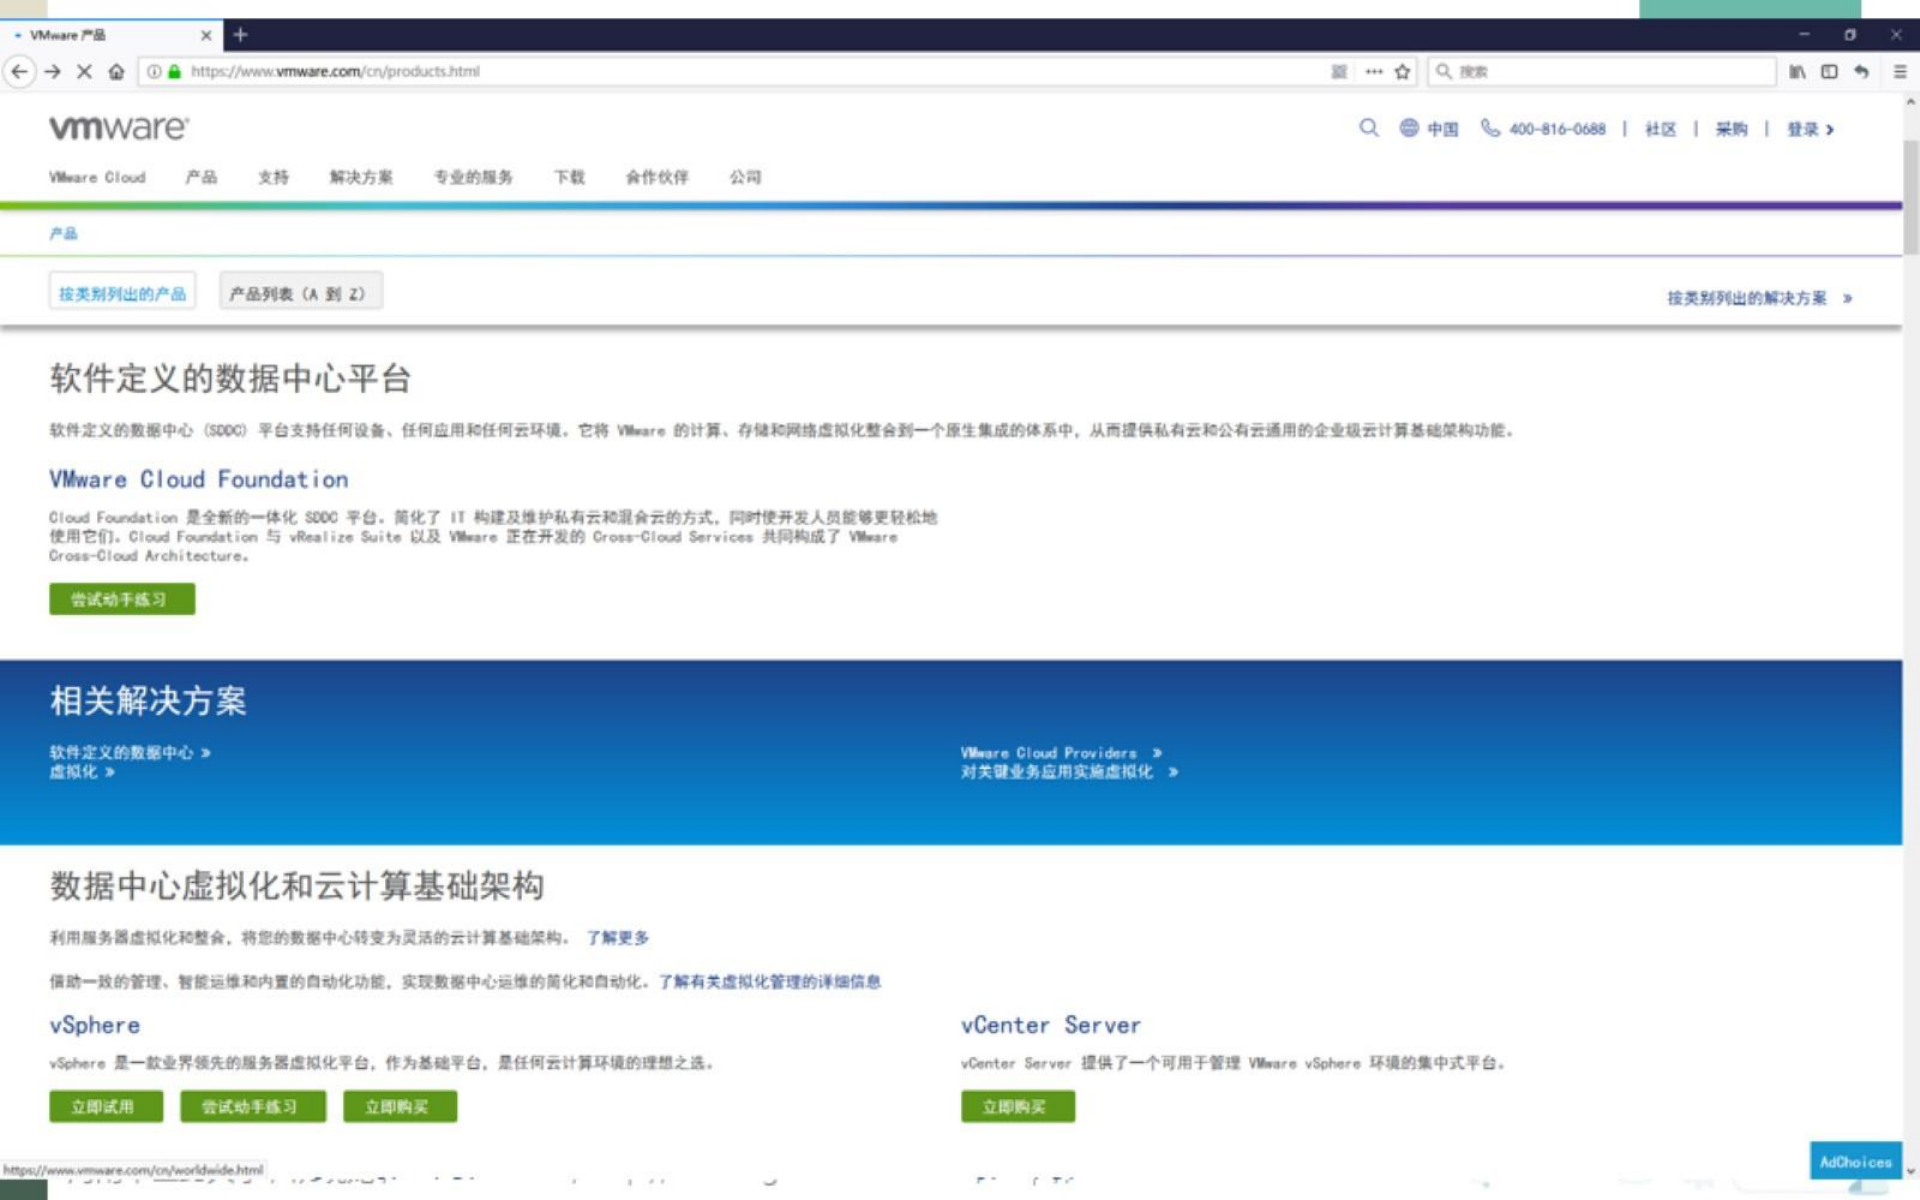 VMware 产品
https://www.vmware.com/cn/products.html
搜索
vmware
中国 400-816-0688 | 社区 | 采购 | 登录
VMware Cloud 产品 支持 解决方案 专业的服务 下载 合作伙伴 公司
产品
按类别列出的产品 产品列表 (A 到 Z) 按类别列出的解决方案 »
软件定义的数据中心平台
软件定义的数据中心 (SDDC) 平台支持任何设备、任何应用和任何云环境。它将 VMware 的计算、存储和网络虚拟化整合到一个原生集成的体系中，从而提供私有云和公有云通用的企业级云计算基础架构功能。
VMware Cloud Foundation
Cloud Foundation 是全新的一体化 SDDC 平台。简化了 IT 构建及维护私有云和混合云的方式，同时使开发人员能够更轻松地
使用它们。Cloud Foundation 与 vRealize Suite 以及 VMware 正在开发的 Cross-Cloud Services 共同构成了 VMware
Cross-Cloud Architecture。
尝试动手练习
相关解决方案
软件定义的数据中心 »
虚拟化 »
VMware Cloud Providers »
对关键业务应用实施虚拟化 »
数据中心虚拟化和云计算基础架构
利用服务器虚拟化和整合，将您的数据中心转变为灵活的云计算基础架构。 了解更多
借助一致的管理、智能运维和内置的自动化功能，实现数据中心运维的简化和自动化。了解有关虚拟化管理的详细信息
vSphere
vSphere 是一款业界领先的服务器虚拟化平台，作为基础平台，是任何云计算环境的理想之选。
立即试用 尝试动手练习 立即购买
vCenter Server
vCenter Server 提供了一个可用于管理 VMware vSphere 环境的集中式平台。
立即购买
AdChoices
https://www.vmware.com/cn/worldwide.html